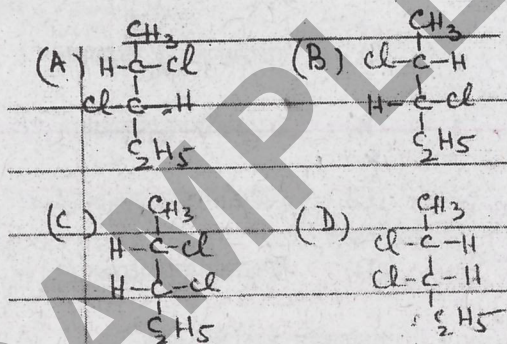 CH3 CH3
(A) H-C-Cl (B) Cl-C-H
Cl-C-H H-C-Cl
C2H5 C2H5
CH3 CH3
(C) H-C-Cl (D) Cl-C-H
H-C-Cl Cl-C-H
C2H5 C2H5
SAMPLE